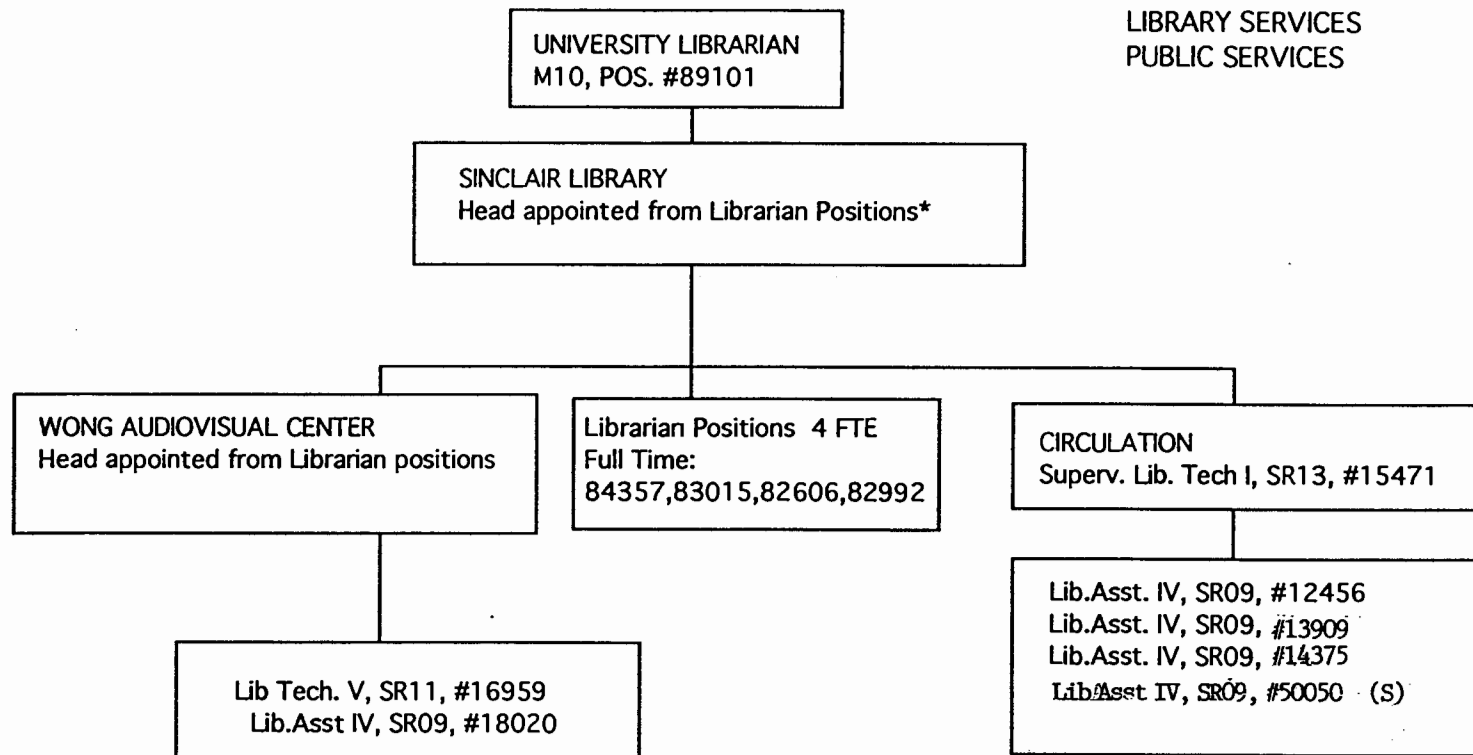 LIBRARY SERVICES
PUBLIC SERVICES
UNIVERSITY LIBRARIAN
M10, POS. #89101
SINCLAIR LIBRARY
Head appointed from Librarian Positions*
WONG AUDIOVISUAL CENTER
Head appointed from Librarian positions
Librarian Positions 4 FTE
Full Time:
84357,83015,82606,82992
CIRCULATION
Superv. Lib. Tech I, SR13, #15471
Lib Tech. V, SR11, #16959
Lib.Asst IV, SR09, #18020
Lib.Asst. IV, SR09, #12456
Lib.Asst. IV, SR09, #13909
Lib.Asst. IV, SR09, #14375
Lib.Asst IV, SR09, #50050 (S)